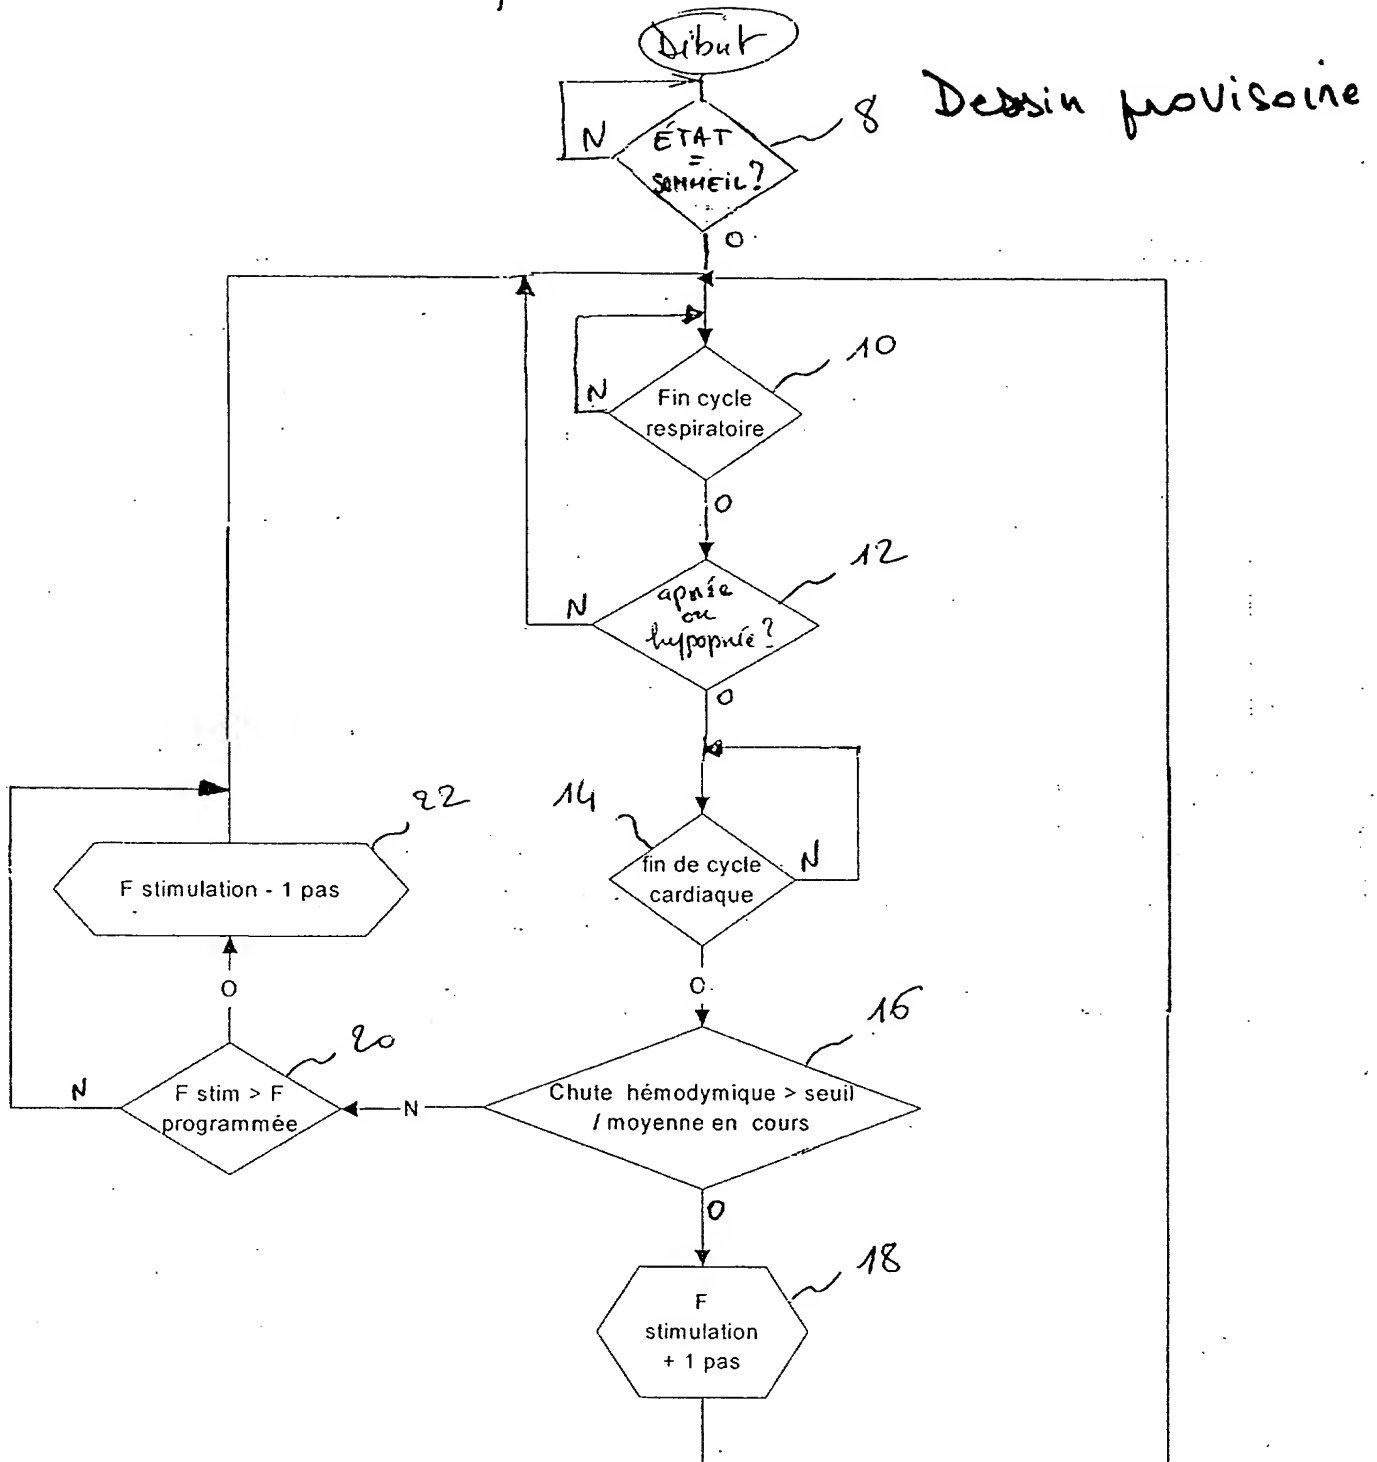 Début
8
Dessin provisoire
N
ÉTAT
=
SOMMEIL?
O
10
N
Fin cycle
respiratoire
O
12
N
apnée
ou
hypopnée?
O
14
N
fin de cycle
cardiaque
22
F stimulation - 1 pas
O
O
16
20
N
F stim > F
programmée
N
Chute hémodymique > seuil
/ moyenne en cours
O
18
F
stimulation
+ 1 pas